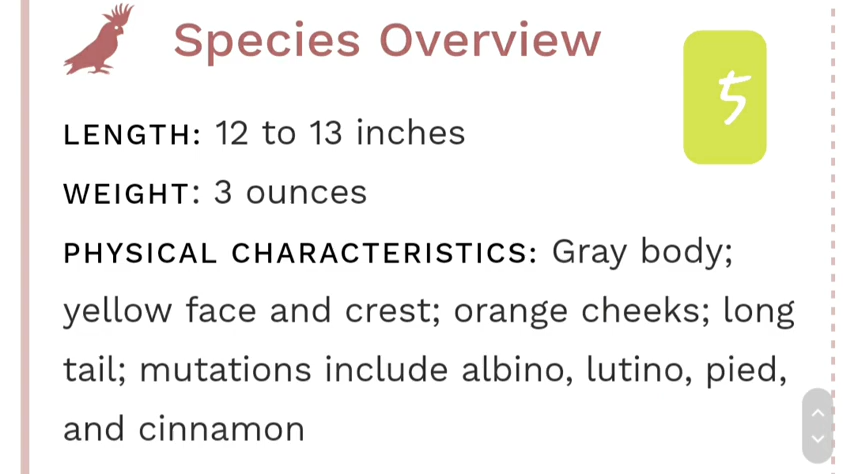 Species Overview
5
LENGTH: 12 to 13 inches
WEIGHT: 3 ounces
PHYSICAL CHARACTERISTICS: Gray body;
yellow face and crest; orange cheeks; long
tail; mutations include albino, lutino, pied,
and cinnamon